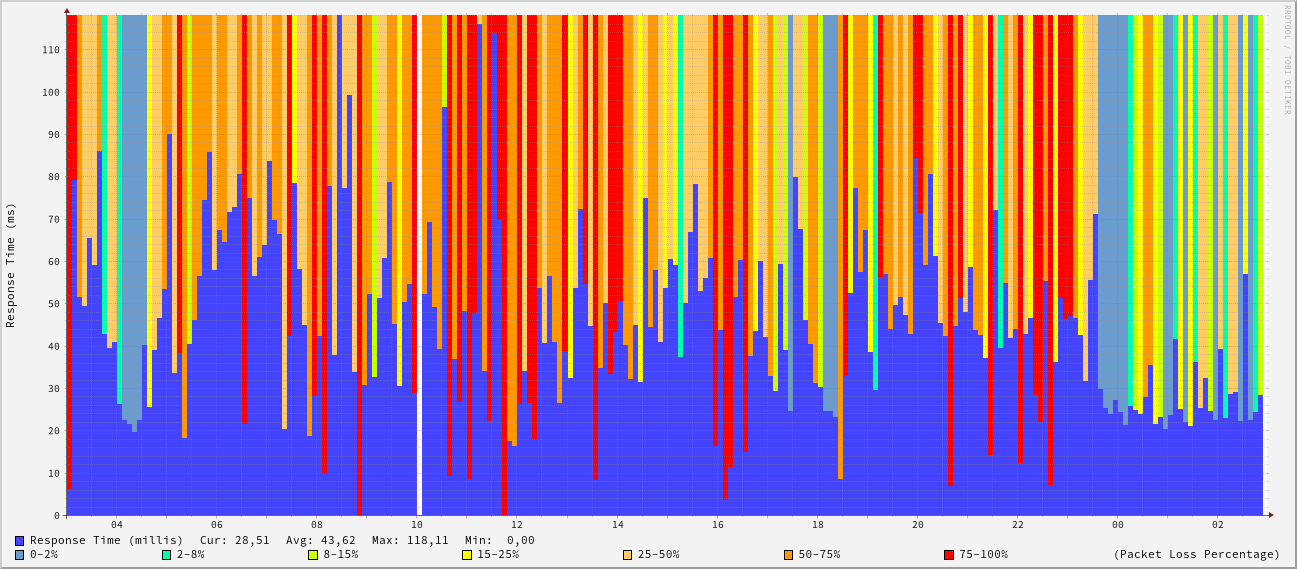 RRDTOOL / TOBI OETIKER
Response Time (ms)
110
100
90
80
70
60
50
40
30
20
10
0
04 06 08 10 12 14 16 18 20 22 00 02
Response Time (millis) Cur: 28,51 Avg: 43,62 Max: 118,11 Min: 0,00
0-2% 2-8% 8-15% 15-25% 25-50% 50-75% 75-100% (Packet Loss Percentage)